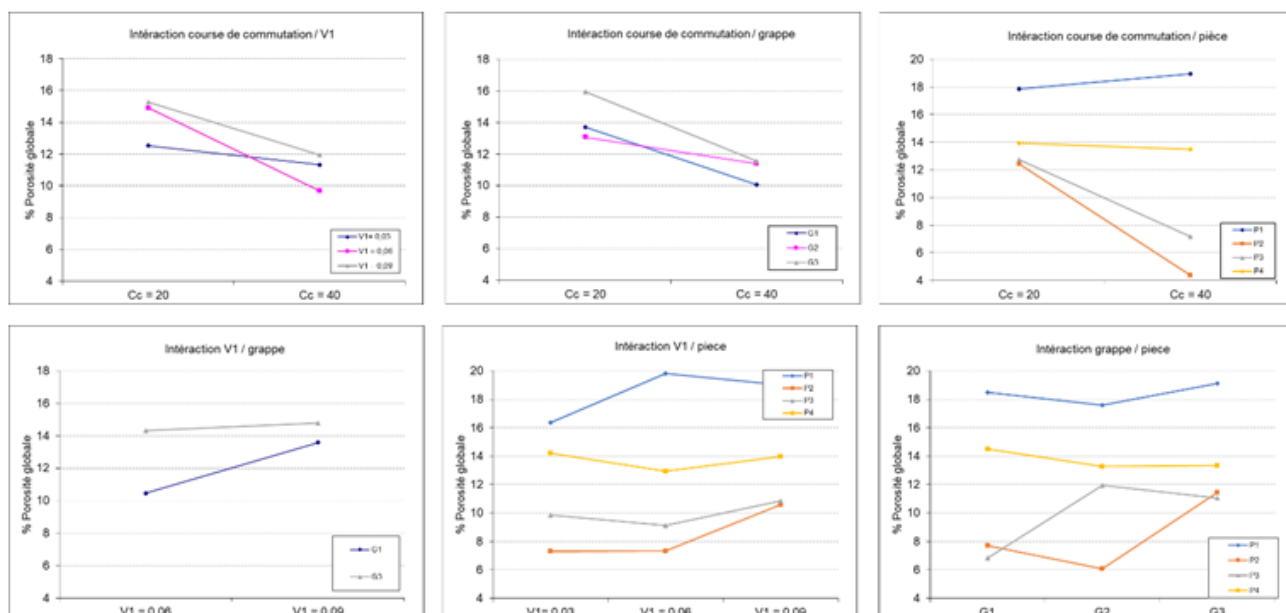 Intéraction course de commutation / V1
% Porosité globale
18
16
14
12
10
8
6
4
Cc = 20
Cc = 40
V1= 0,03
V1 = 0,06
V1 0,09
Intéraction course de commutation / grappe
% Porosité globale
18
16
14
12
10
8
6
4
Cc = 20
Cc = 40
G1
G2
G3
Intéraction course de commutation / pièce
% Porosité globale
20
18
16
14
12
10
8
6
4
Cc = 20
Cc = 40
P1
P2
P3
P4
Intéraction V1 / grappe
% Porosité globale
18
16
14
12
10
8
6
4
V1 = 0.06
V1 = 0.09
G1
G3
Intéraction V1 / piece
% Porosité globale
20
18
16
14
12
10
8
6
4
V1= 0.03
V1 = 0.06
V1 = 0.09
P1
P2
P3
P4
Intéraction grappe / piece
% Porosité globale
20
18
16
14
12
10
8
6
4
G1
G2
G3
P1
P2
P3
P4